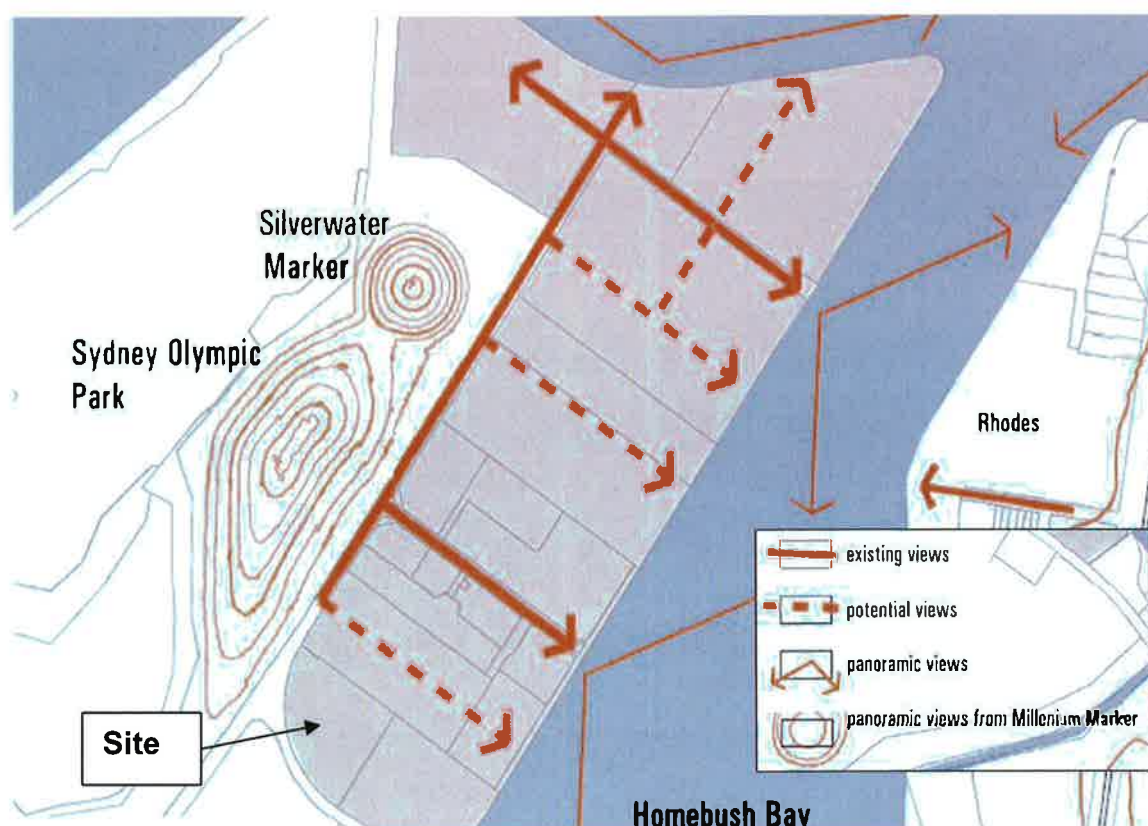 Silverwater
Marker
Sydney Olympic
Park
Rhodes
existing views
potential views
panoramic views
panoramic views from Millenium Marker
Site
Homebush Bay